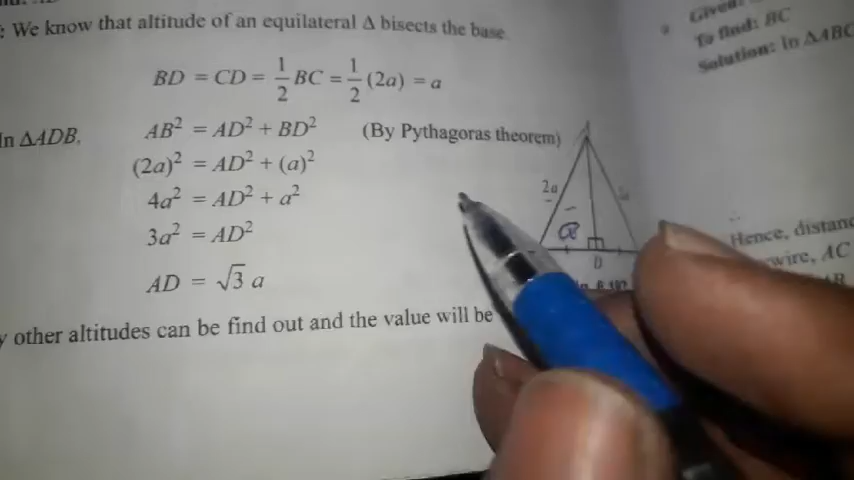 : We know that altitude of an equilateral Δ bisects the base
BD = CD = 1/2 BC = 1/2 (2a) = a
In ΔADB, AB² = AD² + BD² (By Pythagoras theorem)
(2a)² = AD² + (a)²
4a² = AD² + a²
3a² = AD²
AD = √3 a
y other altitudes can be find out and the value will be
A
2a
D
Given:
To find: BC
Solution: In ΔABC
Hence, distanc
wire, AC